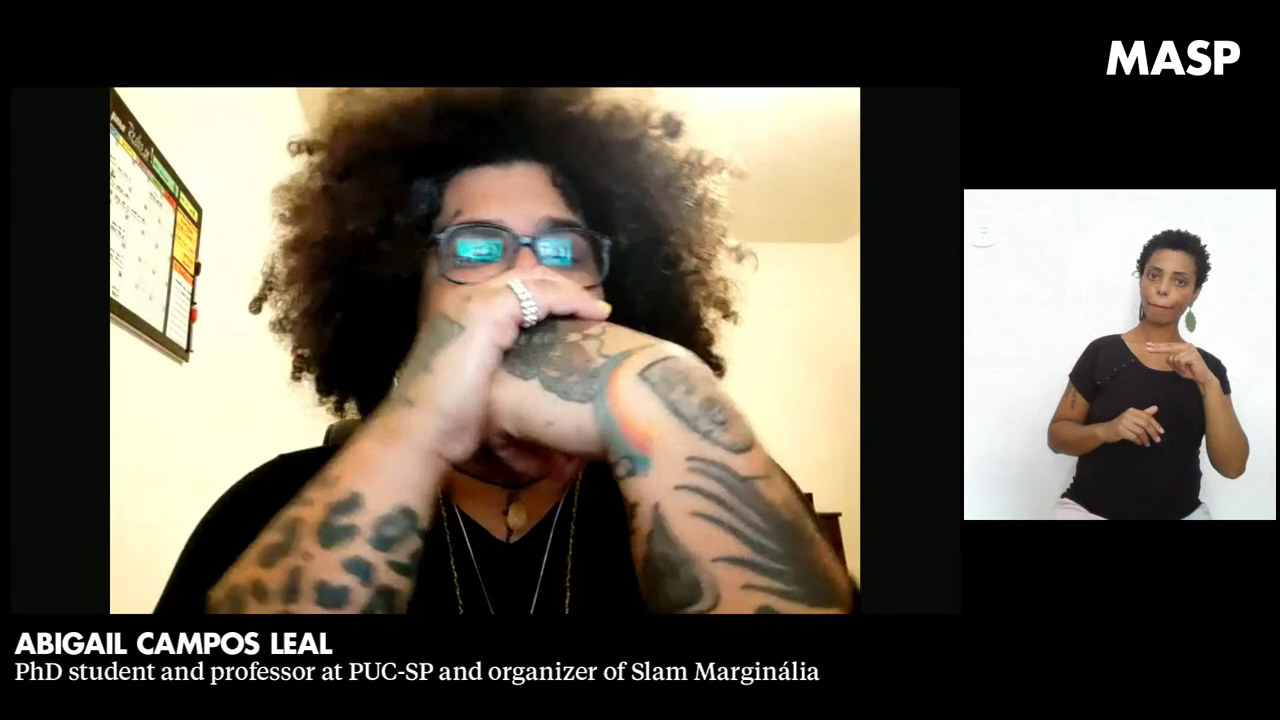 MASP
ABIGAIL CAMPOS LEAL
PhD student and professor at PUC-SP and organizer of Slam Marginália